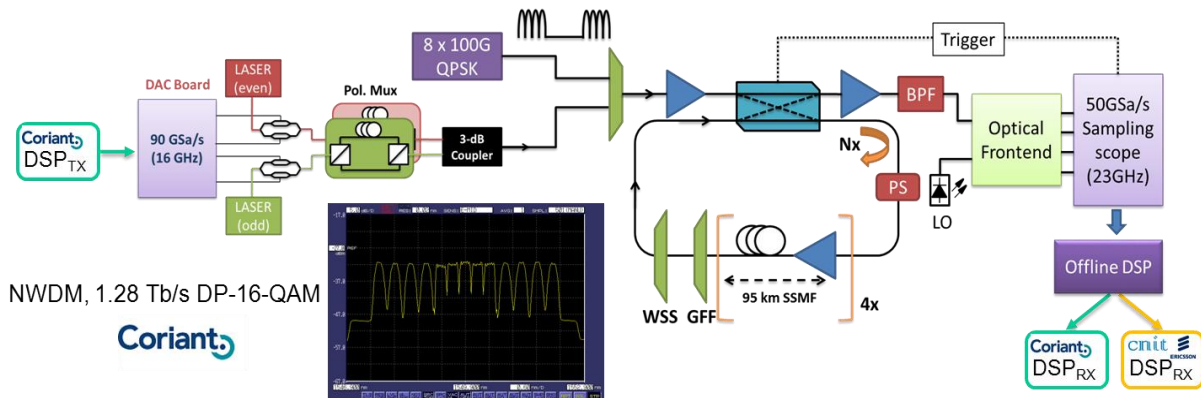 8 x 100G
QPSK
Trigger
DAC Board
LASER
(even)
Pol. Mux
BPF
50GSa/s
Sampling
scope
(23GHz)
Coriant
DSPTX
90 GSa/s
(16 GHz)
3-dB
Coupler
Optical
Frontend
Nx
PS
LO
LASER
(odd)
Offline DSP
95 km SSMF
4x
WSS
GFF
NWDM, 1.28 Tb/s DP-16-QAM
Coriant
Coriant
DSPRX
cnit
ERICSSON
DSPRX